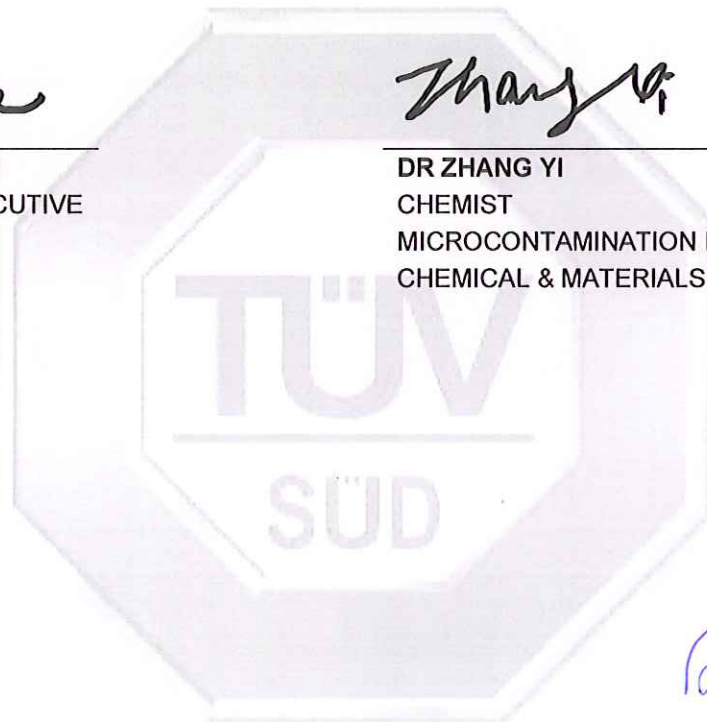 Zhang Yi
DR ZHANG YI
CUTIVE
CHEMIST
MICROCONTAMINATION
CHEMICAL & MATERIALS
TÜV
SÜD